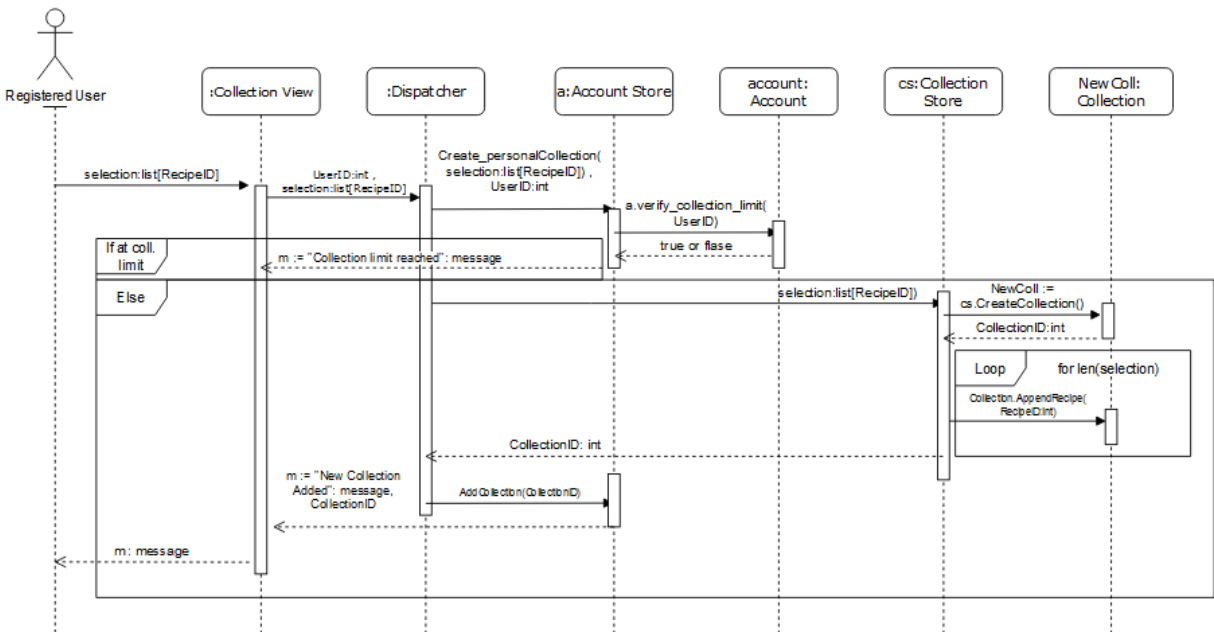 Registered User
:Collection View
:Dispatcher
a:Account Store
account:
Account
cs:Collection
Store
NewColl:
Collection
selection:list[RecipeID]
UserID:int ,
selection:list[RecipeID]
Create_personalCollection(
selection:list[RecipeID]) ,
UserID:int
a.verify_collection_limit(
UserID)
true or flase
If at coll.
limit
m := "Collection limit reached": message
Else
selection:list[RecipeID])
NewColl :=
cs.CreateCollection()
CollectionID:int
Loop
for len(selection)
Collection.AppendRecipe(
RecipeID:int)
CollectionID: int
m := "New Collection
Added": message,
CollectionID
AddCollection(CollectionID)
m: message